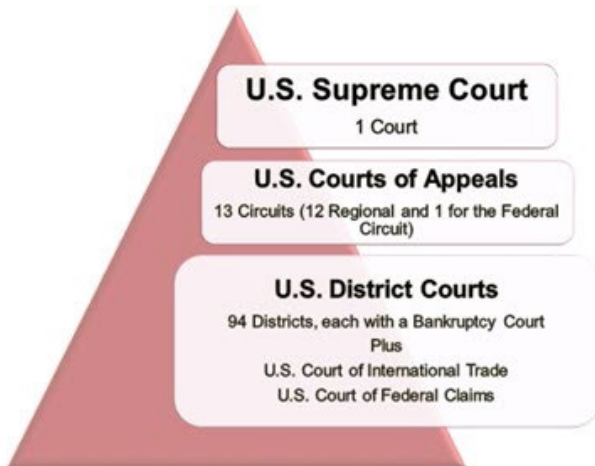 U.S. Supreme Court
1 Court
U.S. Courts of Appeals
13 Circuits (12 Regional and 1 for the Federal
Circuit)
U.S. District Courts
94 Districts, each with a Bankruptcy Court
Plus
U.S. Court of International Trade
U.S. Court of Federal Claims